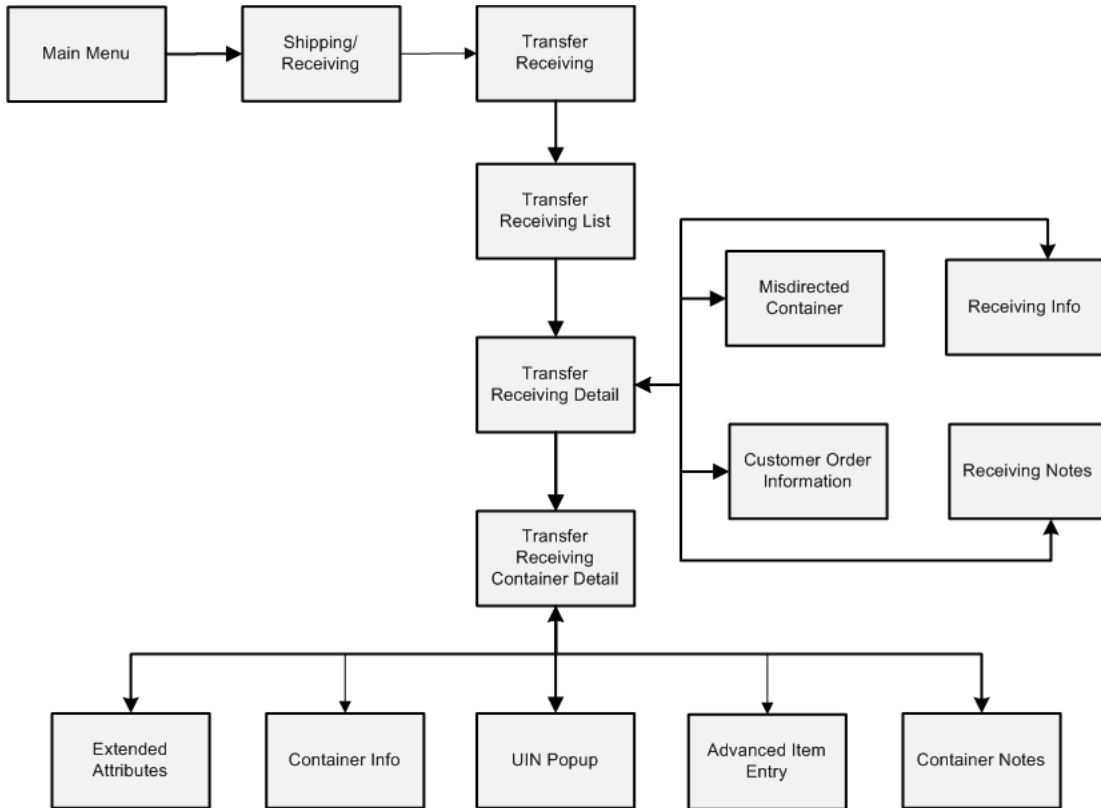 Main Menu
Shipping/
Receiving
Transfer
Receiving
Transfer
Receiving List
Misdirected
Container
Receiving Info
Transfer
Receiving Detail
Customer Order
Information
Receiving Notes
Transfer
Receiving
Container Detail
Extended
Attributes
Container Info
UIN Popup
Advanced Item
Entry
Container Notes